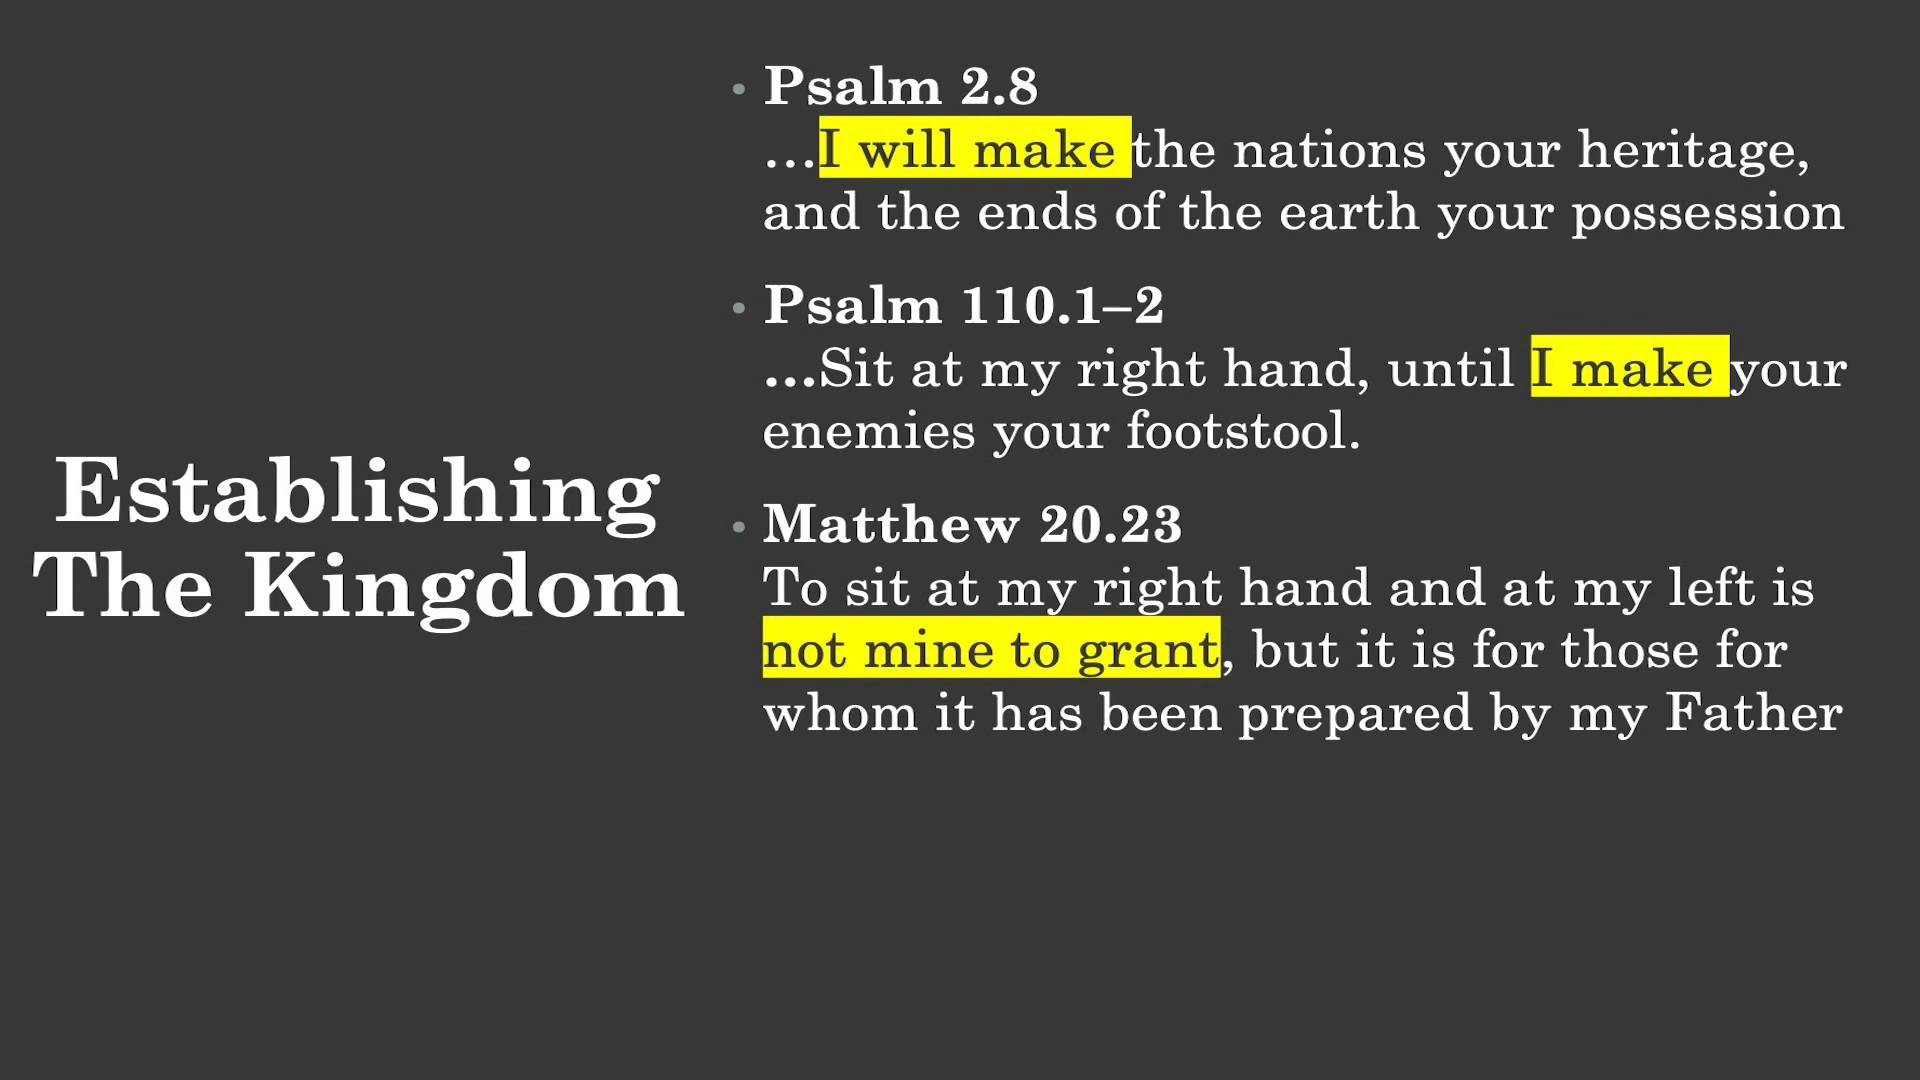 Establishing
The Kingdom
• Psalm 2.8
…I will make the nations your heritage,
and the ends of the earth your possession
• Psalm 110.1–2
…Sit at my right hand, until I make your
enemies your footstool.
• Matthew 20.23
To sit at my right hand and at my left is
not mine to grant, but it is for those for
whom it has been prepared by my Father